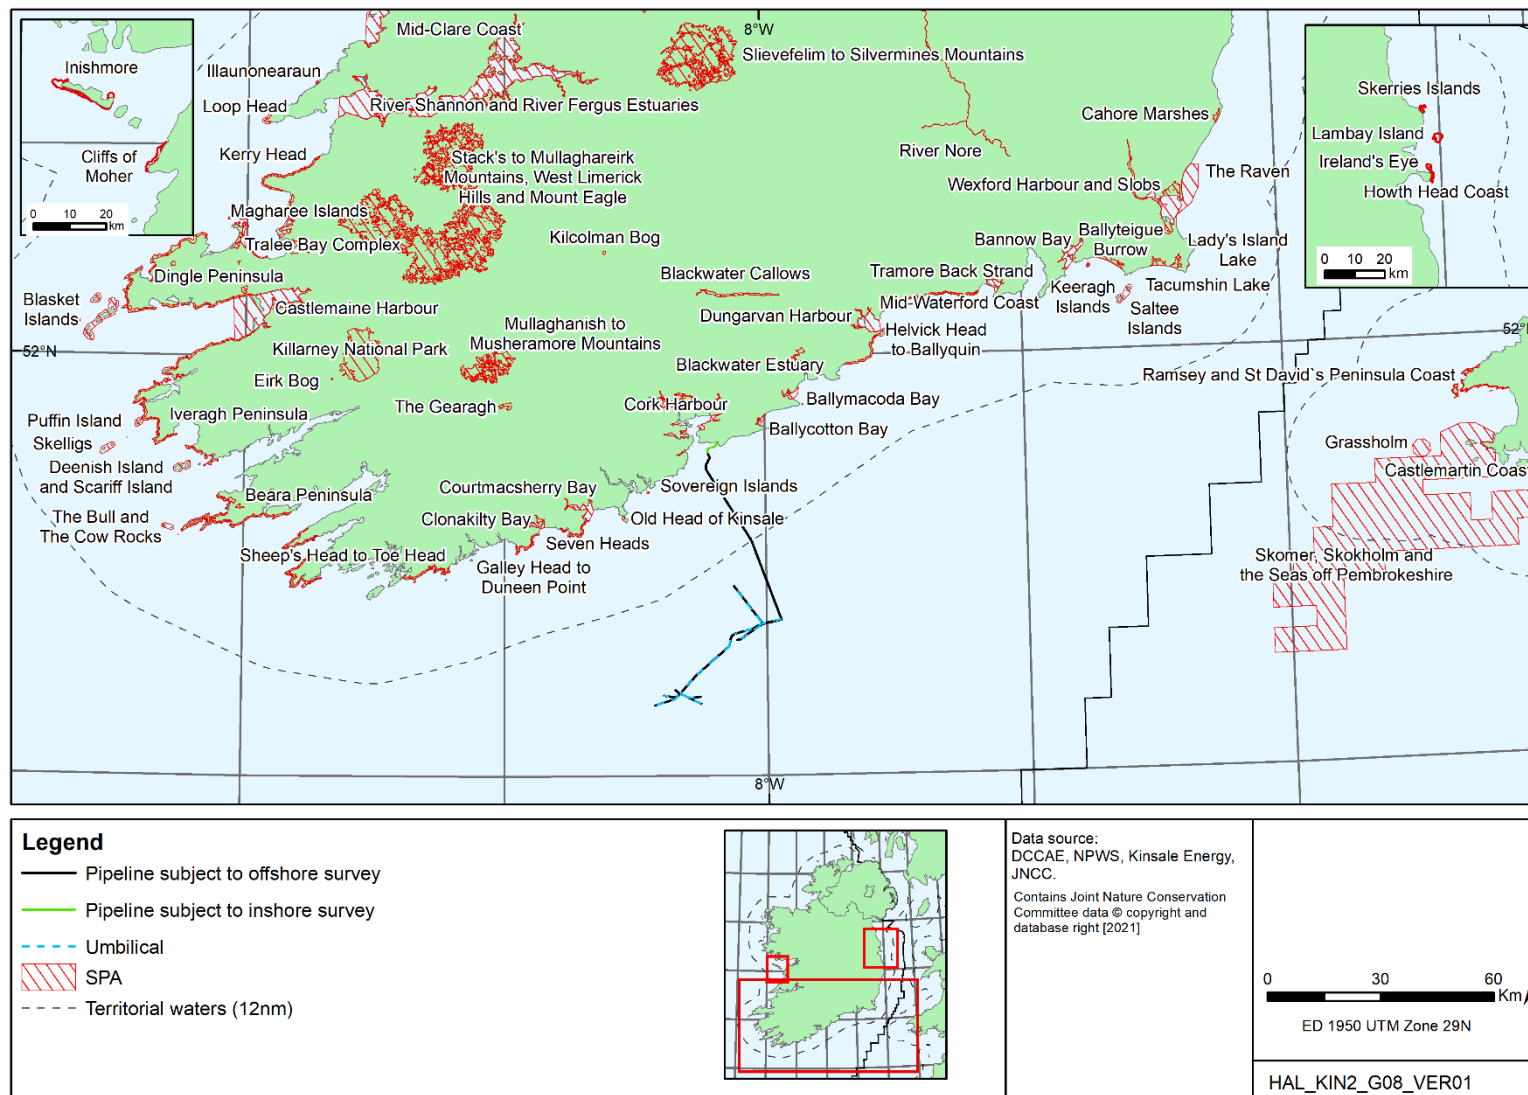 Inishmore
Cliffs of
Moher
0 10 20
km
Mid-Clare Coast
8°W
Slievefelim to Silvermines Mountains
Illaunonearaun
Loop Head
River Shannon and River Fergus Estuaries
Cahore Marshes
Kerry Head
River Nore
Stack's to Mullaghareirk
Mountains, West Limerick
Hills and Mount Eagle
The Raven
Wexford Harbour and Slobs
Skerries Islands
Lambay Island
Ireland's Eye
Howth Head Coast
0 10 20
km
Magharee Islands
Tralee Bay Complex
Kilcolman Bog
Bannow Bay
Ballyteigue
Burrow
Lady's Island
Lake
Dingle Peninsula
Blackwater Callows
Tramore Back Strand
Keeragh
Islands
Tacumshin Lake
Saltee
Islands
Blasket
Islands
Castlemaine Harbour
Mid-Waterford Coast
Dungarvan Harbour
Helvick Head
to Ballyquin
Mullaghanish to
Musheramore Mountains
52°N
52°N
Killarney National Park
Eirk Bog
Blackwater Estuary
Ramsey and St David`s Peninsula Coast
The Gearagh
Cork Harbour
Ballymacoda Bay
Puffin Island
Iveragh Peninsula
Ballycotton Bay
Skelligs
Grassholm
Deenish Island
and Scariff Island
Castlemartin Coast
Beara Peninsula
Courtmacsherry Bay
Sovereign Islands
The Bull and
The Cow Rocks
Clonakilty Bay
Old Head of Kinsale
Seven Heads
Sheep's Head to Toe Head
Galley Head to
Duneen Point
Skomer, Skokholm and
the Seas off Pembrokeshire
8°W
Legend
Pipeline subject to offshore survey
Pipeline subject to inshore survey
Umbilical
SPA
Territorial waters (12nm)
Data source:
DCCAE, NPWS, Kinsale Energy,
JNCC.
Contains Joint Nature Conservation
Committee data © copyright and
database right [2021]
0 30 60
Km
ED 1950 UTM Zone 29N
HAL_KIN2_G08_VER01